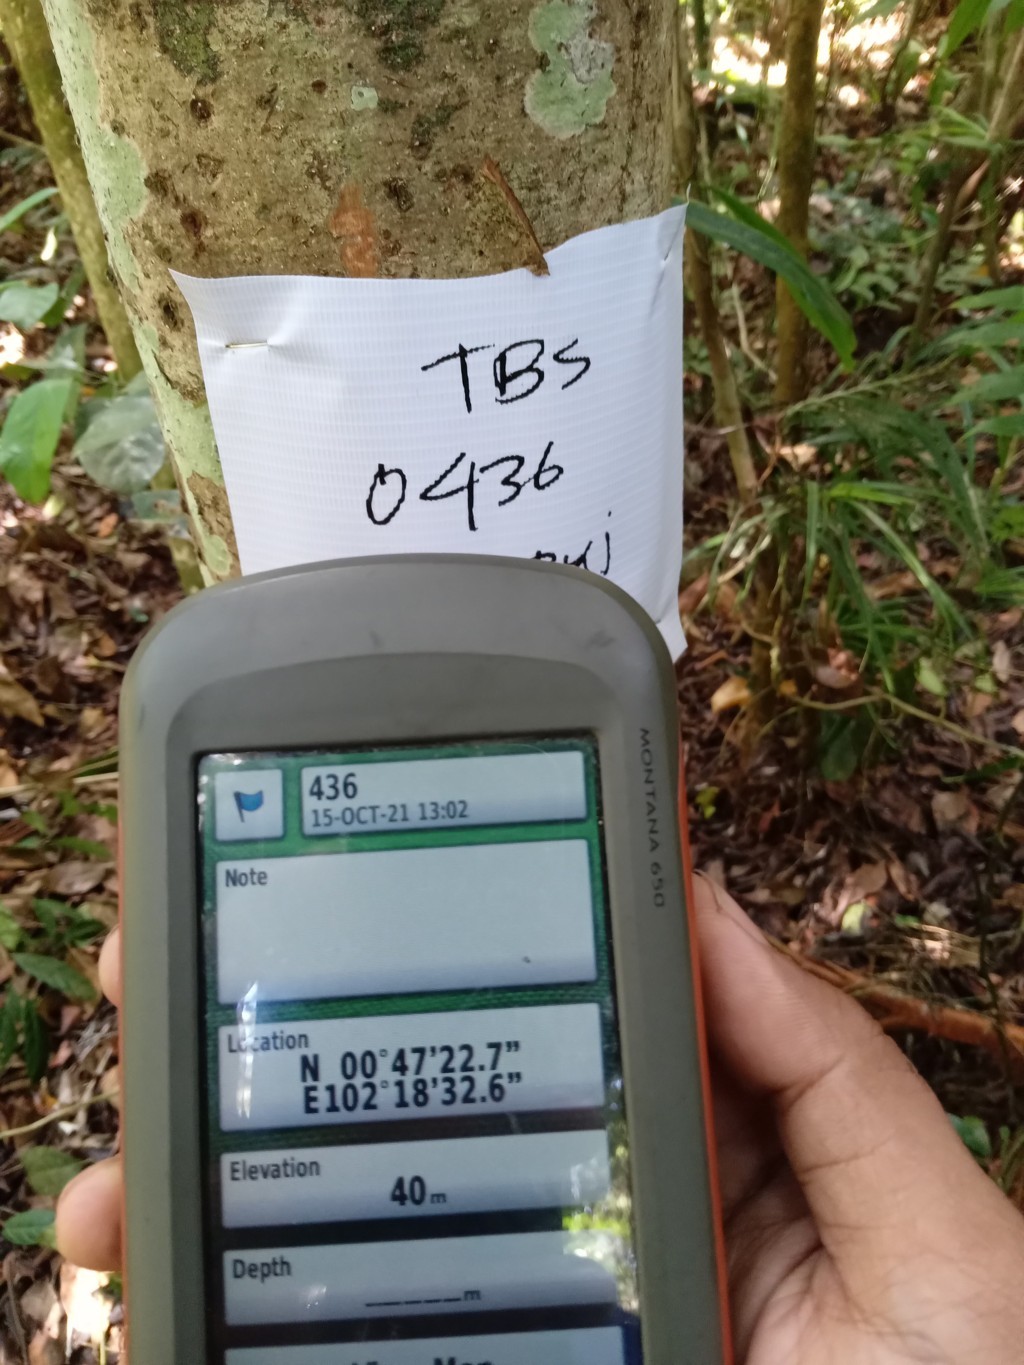 TBS
0436
MONTANA 650
436
15-OCT-21 13:02
Note
Location
N 00°47'22.7"
E102°18'32.6"
Elevation
40m
Depth
_____m